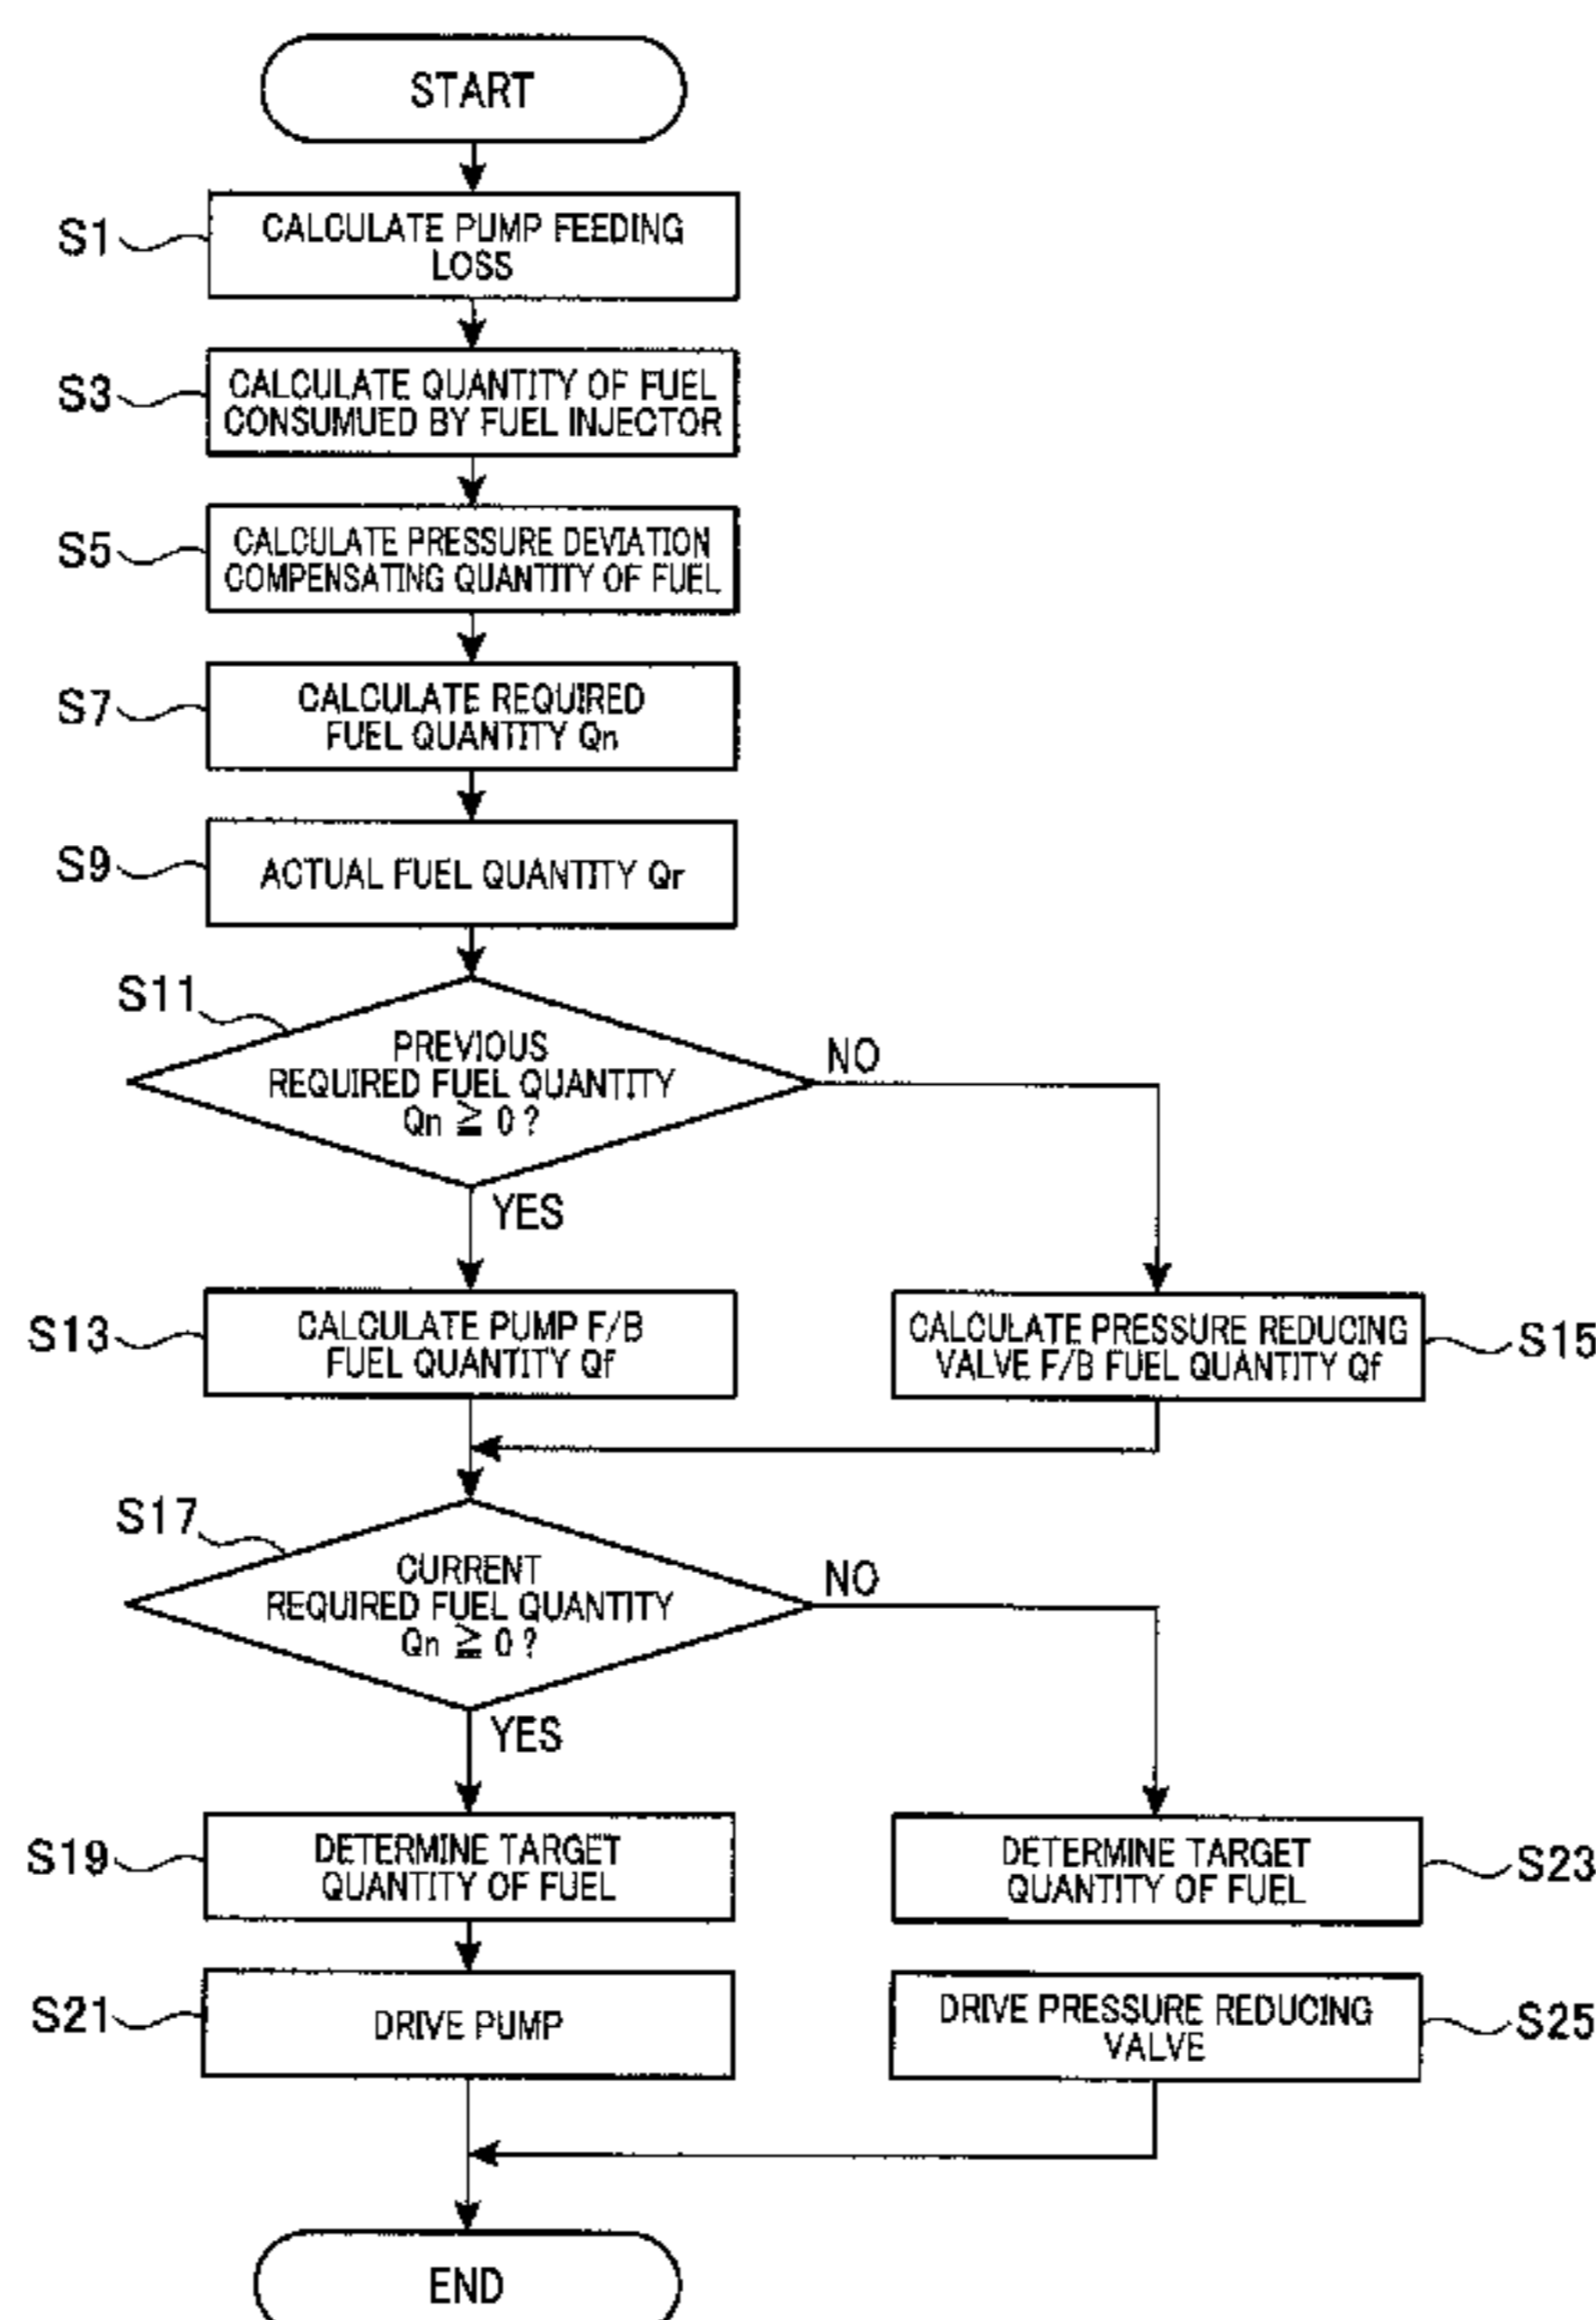 START
S1
CALCULATE PUMP FEEDING
LOSS
S3
CALCULATE QUANTITY OF FUEL
CONSUMUED BY FUEL INJECTOR
S5
CALCULATE PRESSURE DEVIATION
COMPENSATING QUANTITY OF FUEL
S7
CALCULATE REQUIRED
FUEL QUANTITY Qn
S9
ACTUAL FUEL QUANTITY Qr
S11
PREVIOUS
REQUIRED FUEL QUANTITY
Qn ≧ 0 ?
NO
YES
S13
CALCULATE PUMP F/B
FUEL QUANTITY Qf
CALCULATE PRESSURE REDUCING
VALVE F/B FUEL QUANTITY Qf
S15
S17
CURRENT
REQUIRED FUEL QUANTITY
Qn ≧ 0 ?
NO
YES
S19
DETERMINE TARGET
QUANTITY OF FUEL
DETERMINE TARGET
QUANTITY OF FUEL
S23
S21
DRIVE PUMP
DRIVE PRESSURE REDUCING
VALVE
S25
END